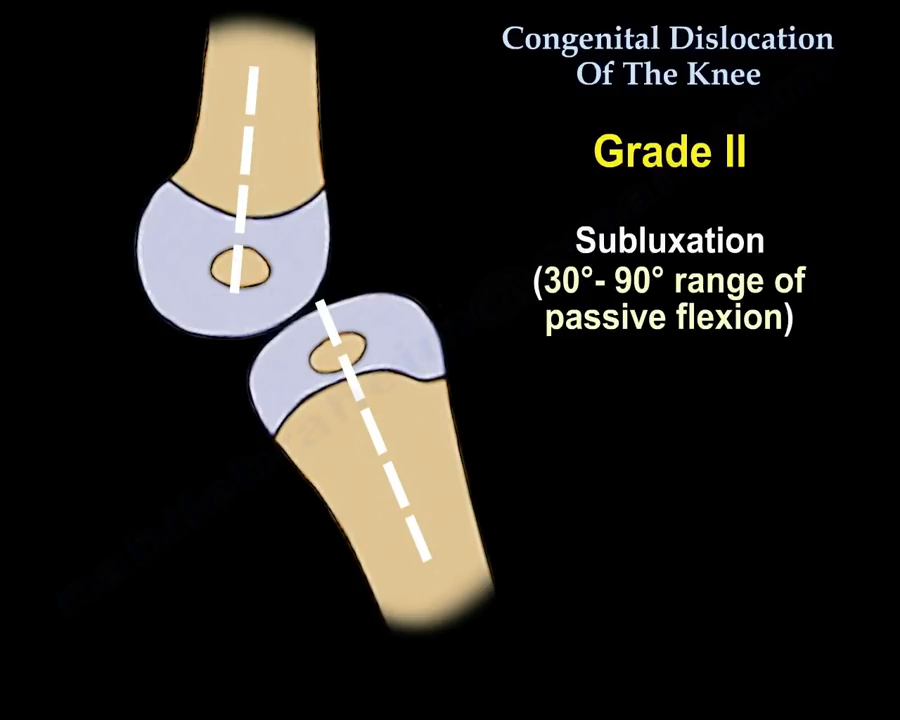 Congenital Dislocation
Of The Knee
Grade II
Subluxation
(30°- 90° range of
passive flexion)